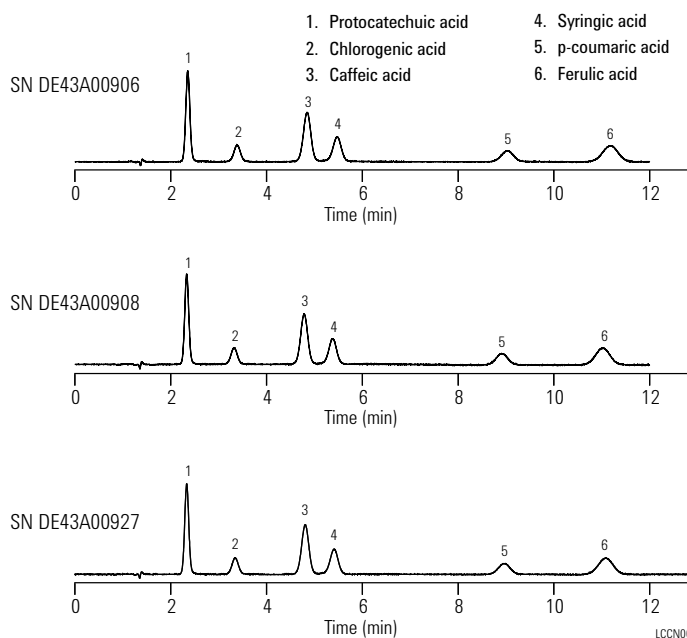 1. Protocatechuic acid
2. Chlorogenic acid
3. Caffeic acid
4. Syringic acid
5. p-coumaric acid
6. Ferulic acid
SN DE43A00906
1 2 3 4 5 6
0 2 4 6 8 10 12
Time (min)
SN DE43A00908
1 2 3 4 5 6
0 2 4 6 8 10 12
Time (min)
SN DE43A00927
1 2 3 4 5 6
0 2 4 6 8 10 12
Time (min)